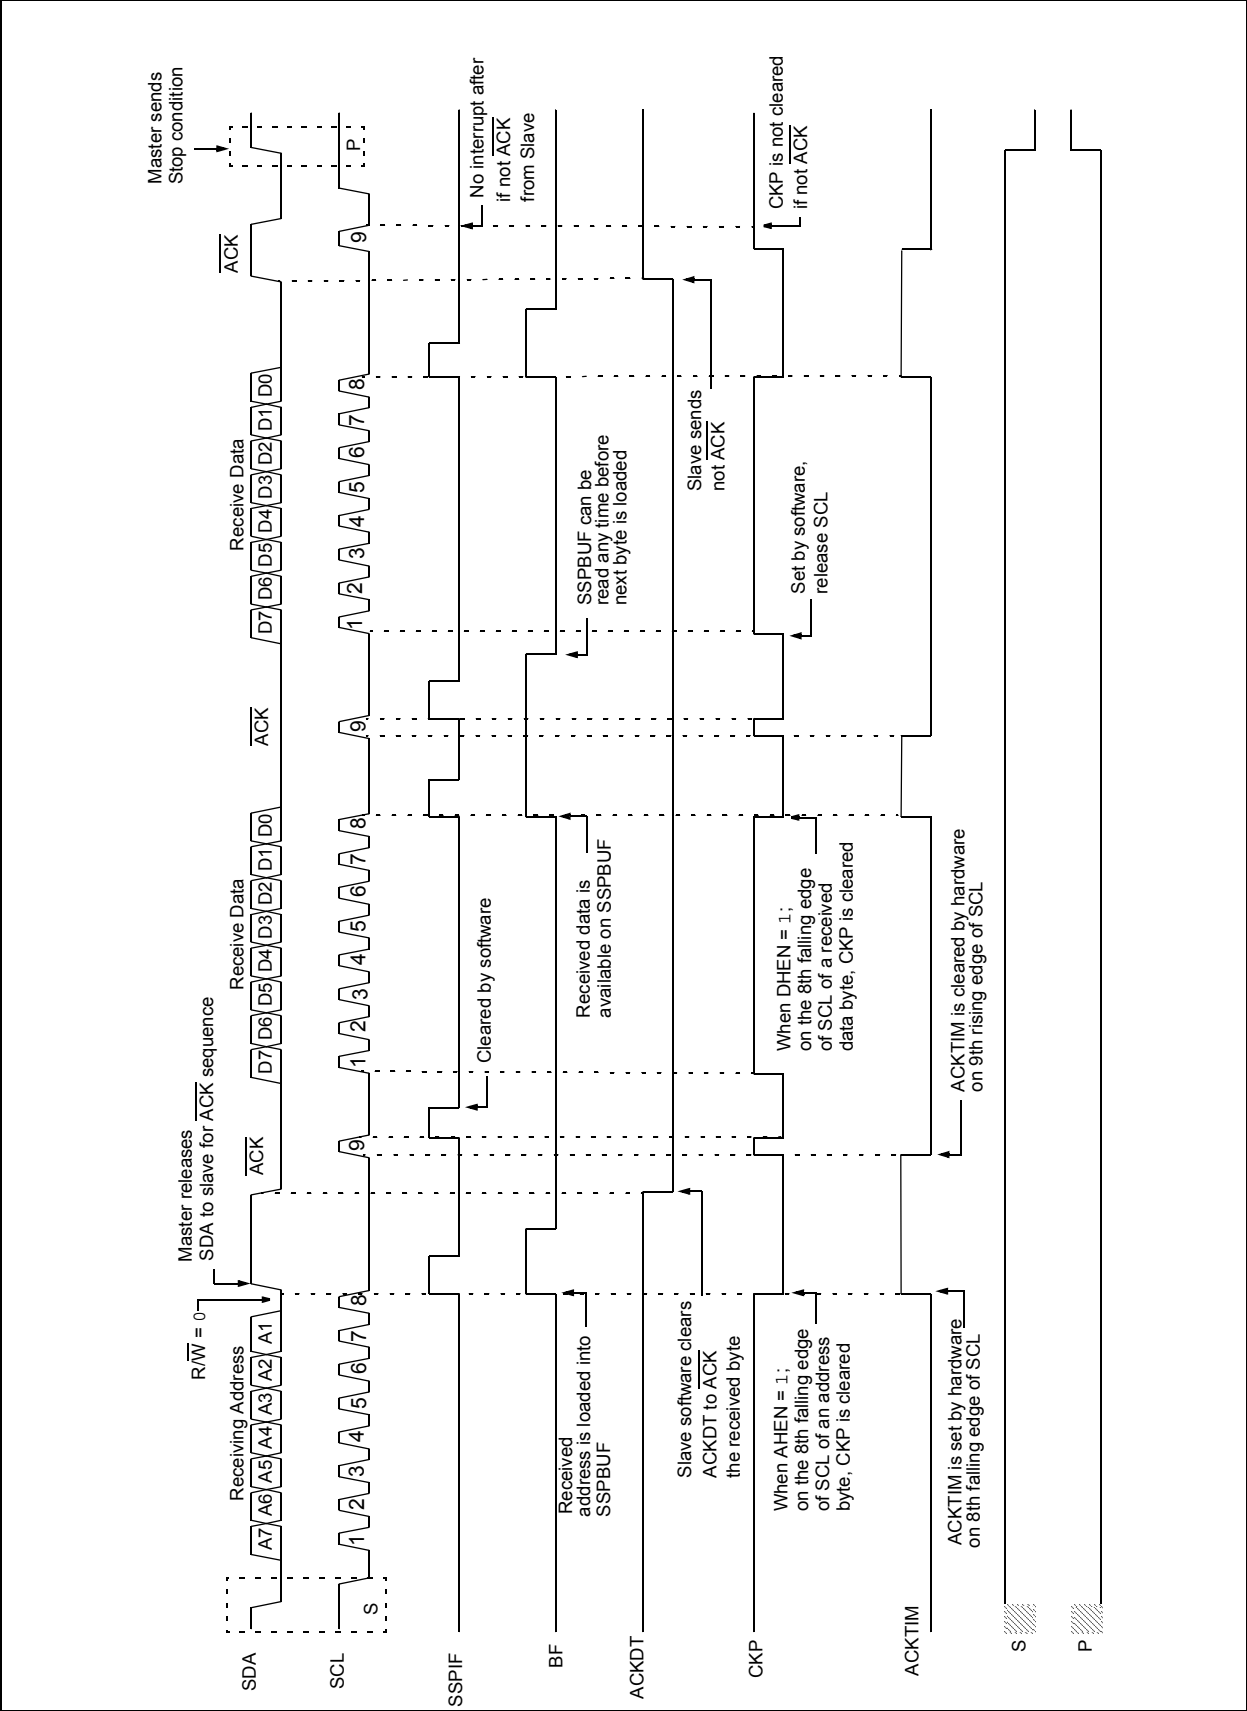 Master sends
Stop condition
Master releases
SDA to slave for ACK sequence
R/W = 0
Receiving Address
ACK
Receive Data
ACK
Receive Data
ACK
SDA
A7 A6 A5 A4 A3 A2 A1
D7 D6 D5 D4 D3 D2 D1 D0
D7 D6 D5 D4 D3 D2 D1 D0
SCL
S
1 2 3 4 5 6 7 8 9
1 2 3 4 5 6 7 8 9
1 2 3 4 5 6 7 8 9
P
SSPIF
Cleared by software
No interrupt after
if not ACK
from Slave
BF
Received
address is loaded into
SSPBUF
Received data is
available on SSPBUF
SSPBUF can be
read any time before
next byte is loaded
ACKDT
Slave software clears
ACKDT to ACK
the received byte
Slave sends
not ACK
CKP
When AHEN = 1;
on the 8th falling edge
of SCL of an address
byte, CKP is cleared
When DHEN = 1;
on the 8th falling edge
of SCL of a received
data byte, CKP is cleared
Set by software,
release SCL
CKP is not cleared
if not ACK
ACKTIM
ACKTIM is set by hardware
on 8th falling edge of SCL
ACKTIM is cleared by hardware
on 9th rising edge of SCL
S
P